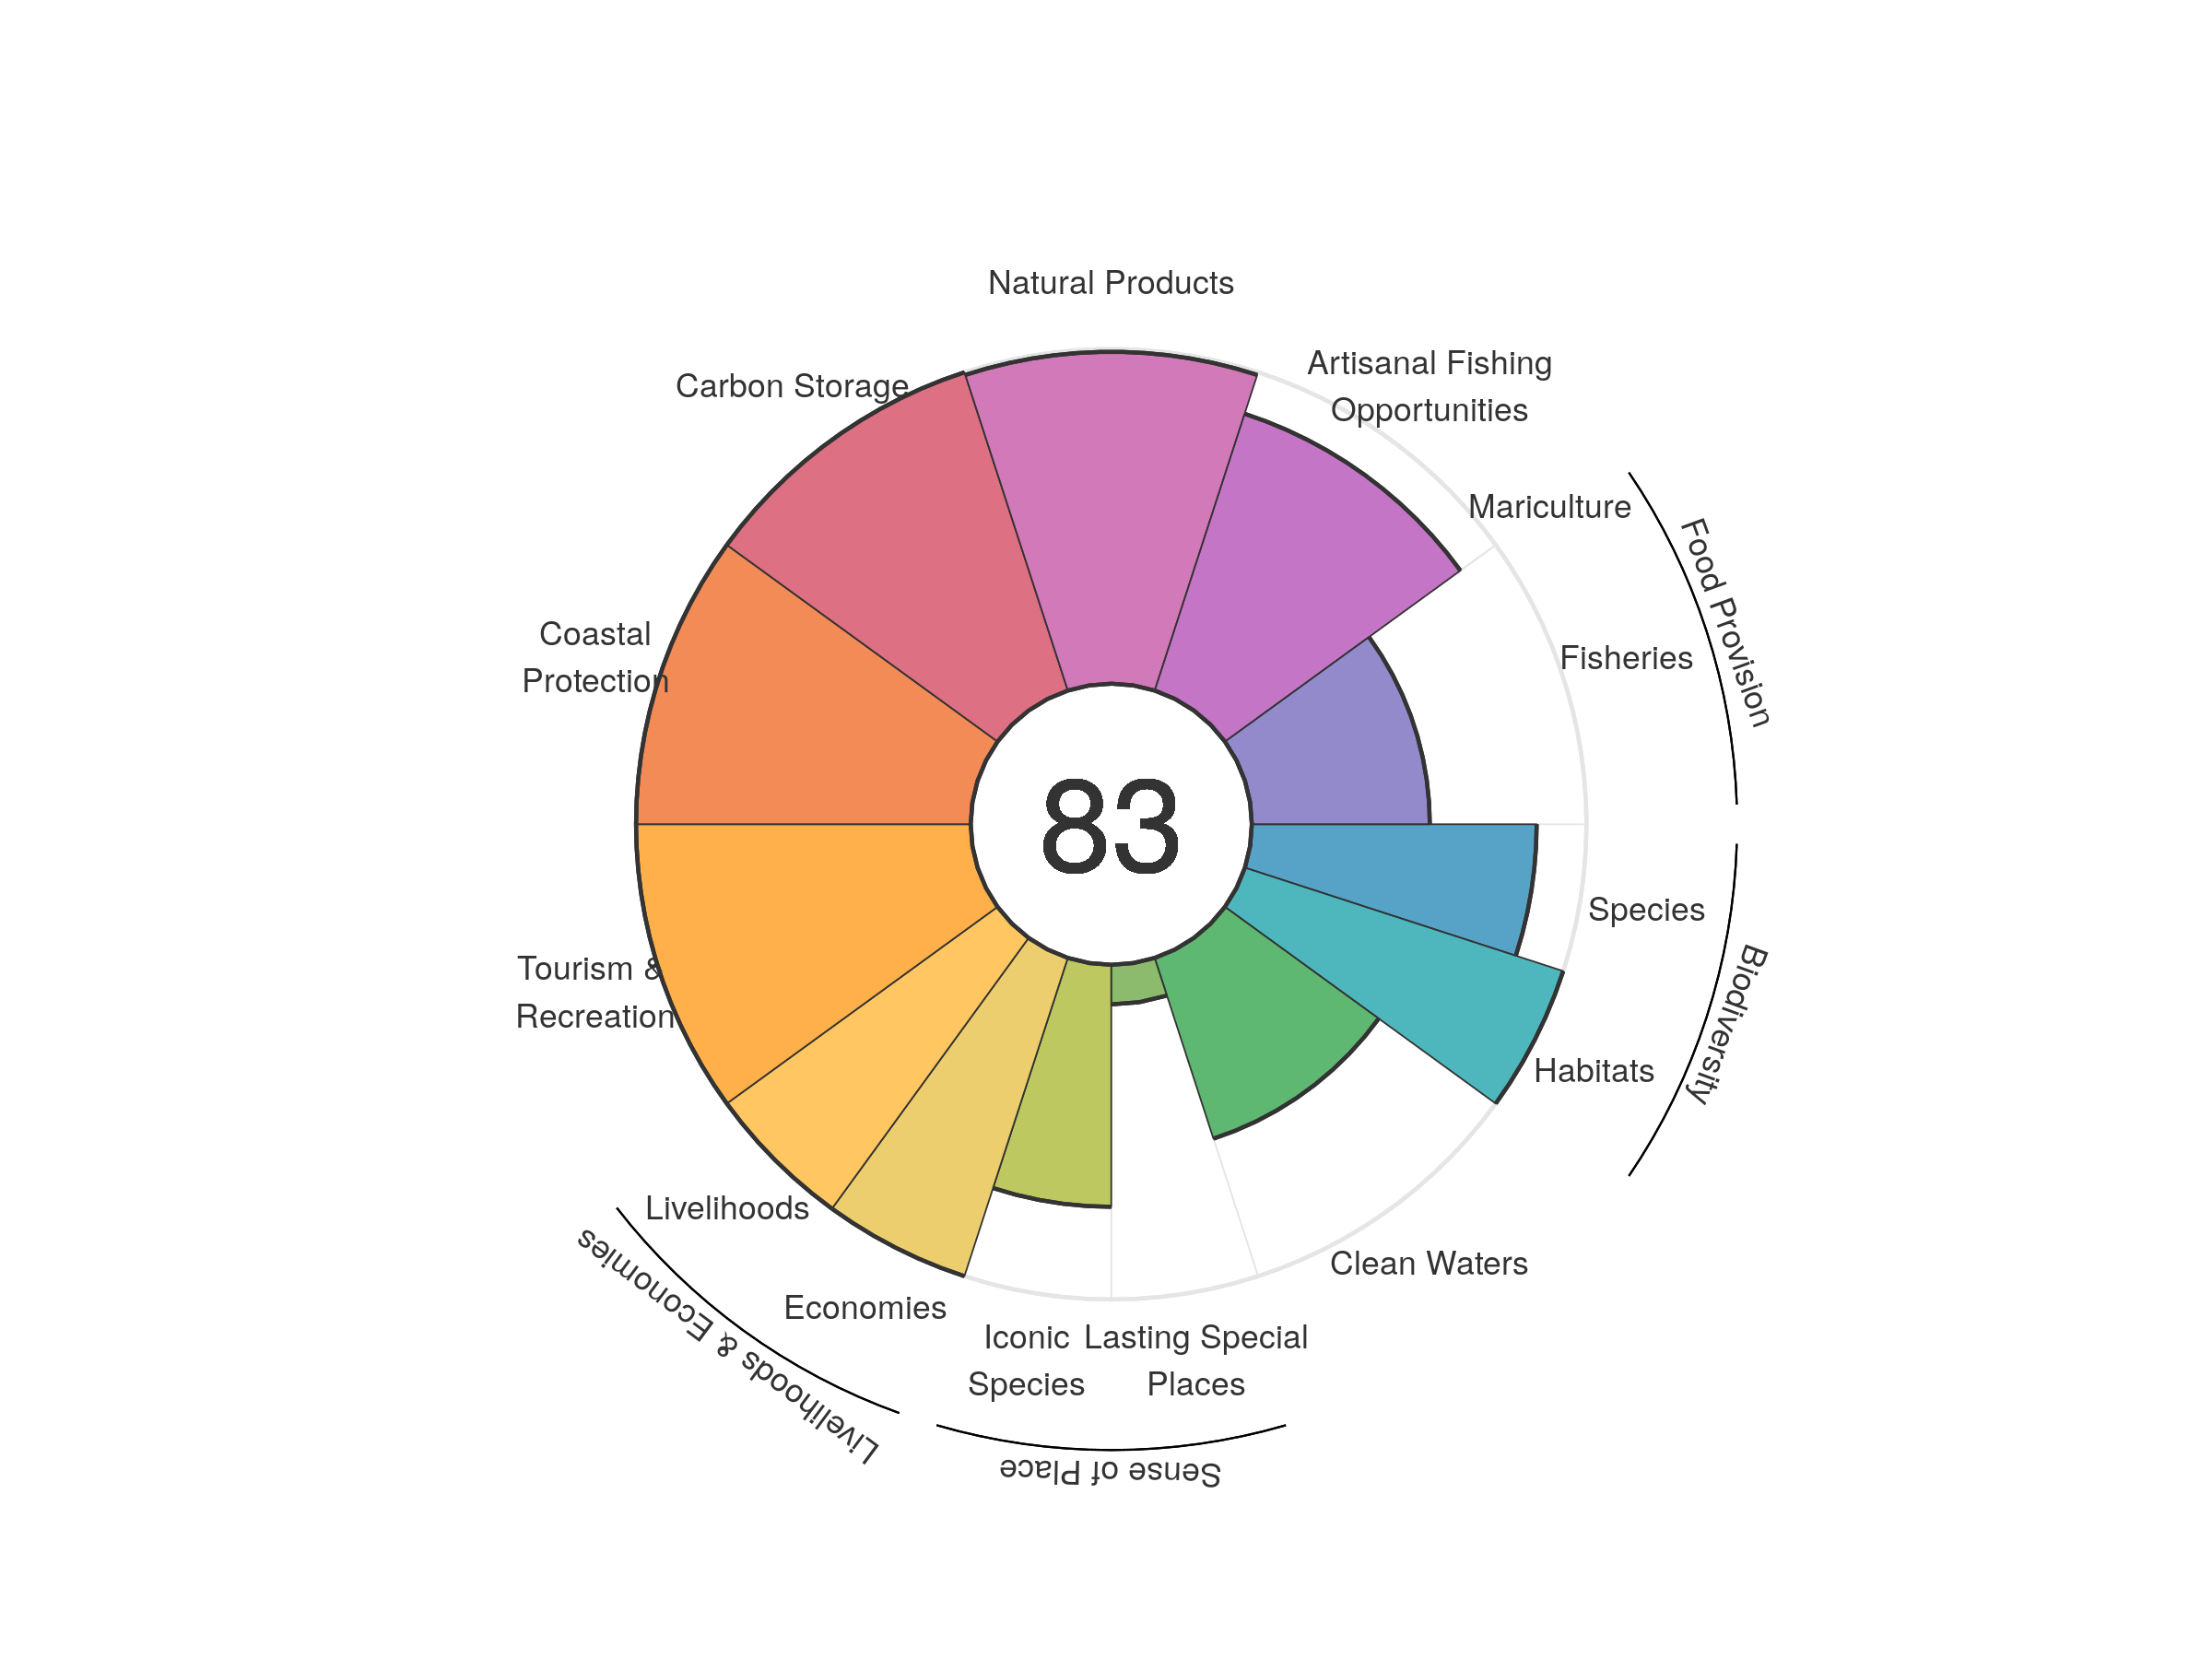 Natural Products
Carbon Storage
Artisanal Fishing
Opportunities
Mariculture
Food Provision
Fisheries
Coastal
Protection
83
Species
Biodiversity
Tourism &
Recreation
Habitats
Livelihoods
Clean Waters
Economies
Livelihoods & Economies
Iconic
Species
Lasting Special
Places
Sense of Place